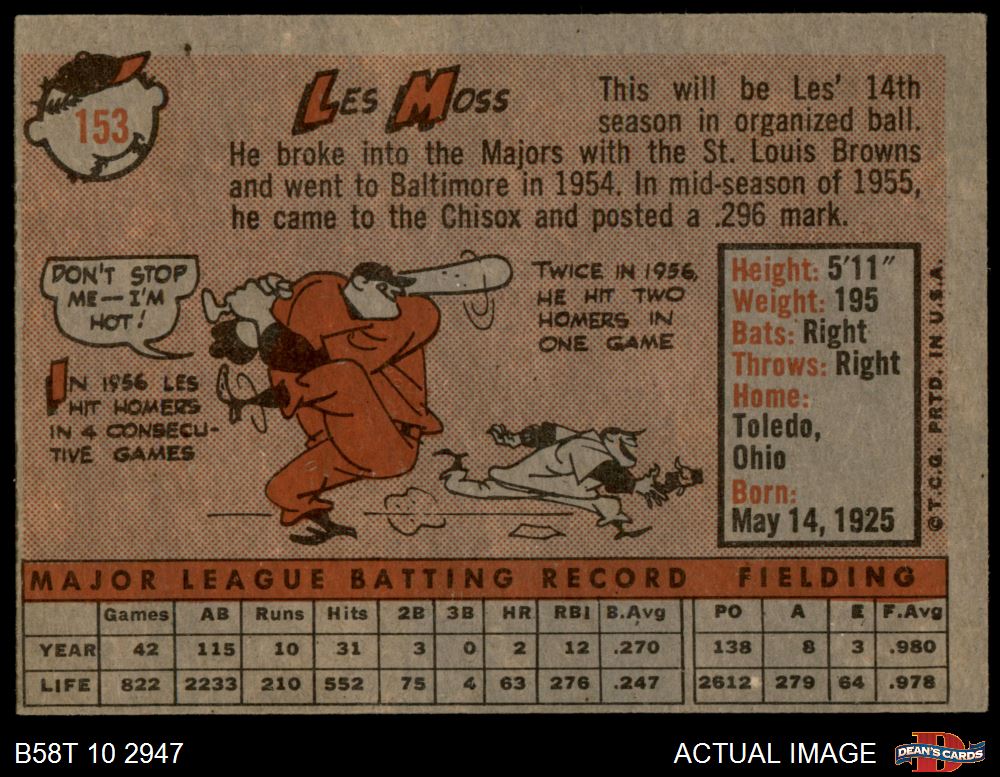 153
LES MOSS
This will be Les' 14th
season in organized ball.
He broke into the Majors with the St. Louis Browns
and went to Baltimore in 1954. In mid-season of 1955,
he came to the Chisox and posted a .296 mark.
DON'T STOP
ME—I'M
HOT!
IN 1956 LES
HIT HOMERS
IN 4 CONSECU-
TIVE GAMES
TWICE IN 1956,
HE HIT TWO
HOMERS IN
ONE GAME
Height: 5'11"
Weight: 195
Bats: Right
Throws: Right
Home:
Toledo,
Ohio
Born:
May 14, 1925
© T.C.G. PRTD. IN U.S.A.
MAJOR LEAGUE BATTING RECORD FIELDING
Games AB Runs Hits 2B 3B HR RBI B.Avg PO A E F.Avg
YEAR 42 115 10 31 3 0 2 12 .270 138 8 3 .980
LIFE 822 2233 210 552 75 4 63 276 .247 2612 279 64 .978
B58T 10 2947
ACTUAL IMAGE
D
DEAN'S CARDS